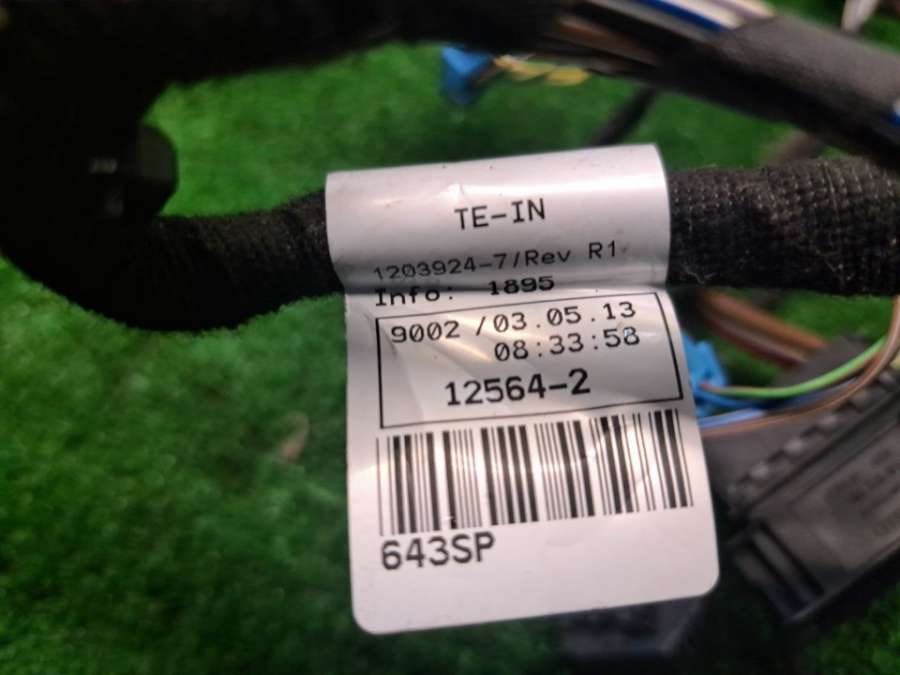 TE-IN
1203924-7/Rev R1
Info: 1895
9002 /03.05.13
08:33:58
12564-2
643SP